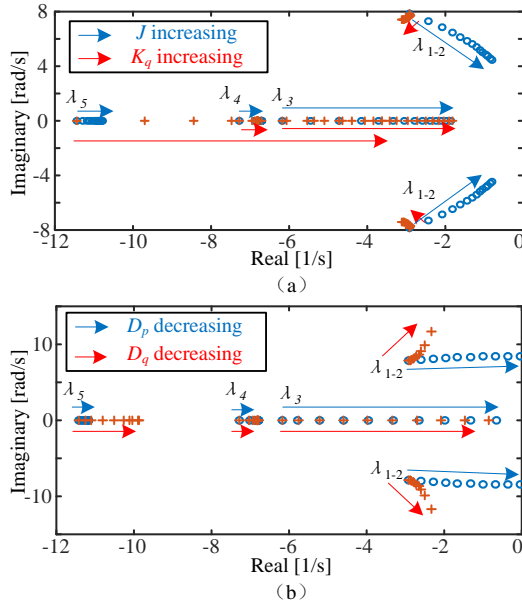 8
4
0
-4
-8
Imaginary [rad/s]
J increasing
K_q increasing
λ_5
λ_4
λ_3
λ_1-2
λ_1-2
-12 -10 -8 -6 -4 -2 0
Real [1/s]
（a）
10
0
-10
Imaginary [rad/s]
D_p decreasing
D_q decreasing
λ_5
λ_4
λ_3
λ_1-2
λ_1-2
-12 -10 -8 -6 -4 -2 0
Real [1/s]
（b）